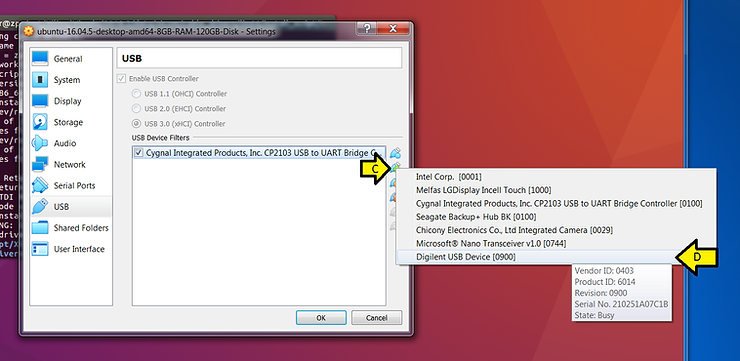 r@zp
ubuntu-16.04.5-desktop-amd64-8GB-RAM-120GB-Disk - Settings
General
System
Display
Storage
Audio
Network
Serial Ports
USB
Shared Folders
User Interface
USB
Enable USB Controller
USB 1.1 (OHCI) Controller
USB 2.0 (EHCI) Controller
USB 3.0 (xHCI) Controller
USB Device Filters
Cygnal Integrated Products, Inc. CP2103 USB to UART Bridge C...
C
Intel Corp. [0001]
Melfas LGDisplay Incell Touch [1000]
Cygnal Integrated Products, Inc. CP2103 USB to UART Bridge Controller [0100]
Seagate Backup+ Hub BK [0100]
Chicony Electronics Co., Ltd Integrated Camera [0029]
Microsoft® Nano Transceiver v1.0 [0744]
Digilent USB Device [0900]
D
Vendor ID: 0403
Product ID: 6014
Revision: 0900
Serial No. 210251A07C1B
State: Busy
OK
Cancel